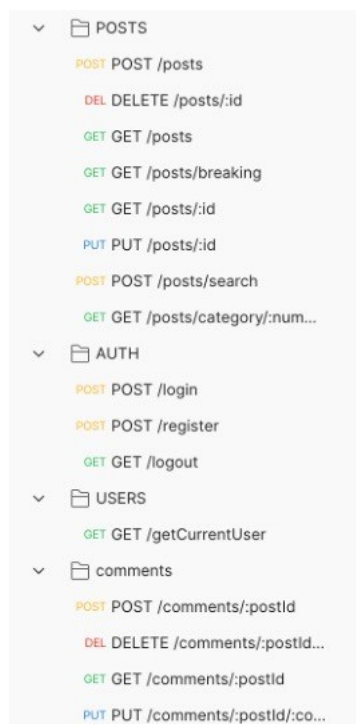 POSTS
POST POST /posts
DEL DELETE /posts/:id
GET GET /posts
GET GET /posts/breaking
GET GET /posts/:id
PUT PUT /posts/:id
POST POST /posts/search
GET GET /posts/category/:num...
AUTH
POST POST /login
POST POST /register
GET GET /logout
USERS
GET GET /getCurrentUser
comments
POST POST /comments/:postId
DEL DELETE /comments/:postId...
GET GET /comments/:postId
PUT PUT /comments/:postId/:co...